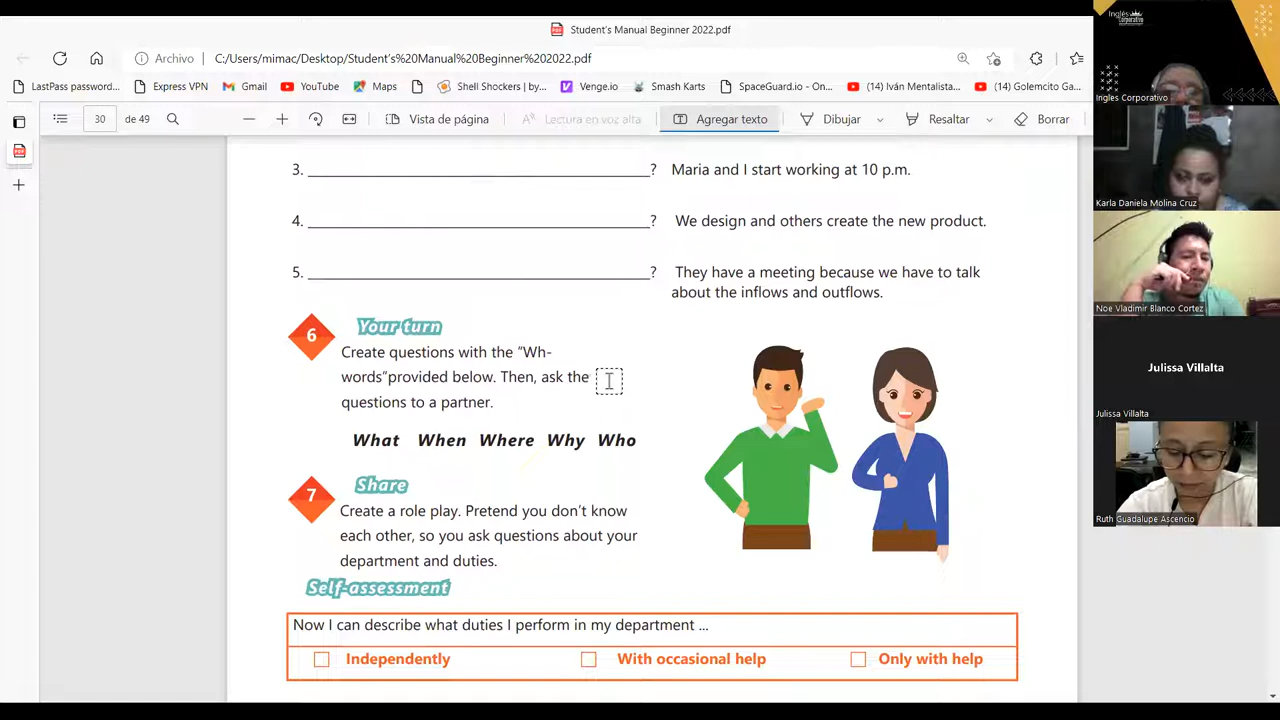 Student's Manual Beginner 2022.pdf
Archivo C:/Users/mimac/Desktop/Student's%20Manual%20Beginner%202022.pdf
LastPass password... Express VPN Gmail YouTube Maps Shell Shockers | by... Venge.io Smash Karts SpaceGuard.io - On... (14) Iván Mentalista... (14) Golemcito Ga...
30 de 49 Vista de página Lectura en voz alta Agregar texto Dibujar Resaltar Borrar
3. ? Maria and I start working at 10 p.m.
4. ? We design and others create the new product.
5. ? They have a meeting because we have to talk
about the inflows and outflows.
6 Your turn
Create questions with the "Wh-
words"provided below. Then, ask the
questions to a partner.
What When Where Why Who
7 Share
Create a role play. Pretend you don't know
each other, so you ask questions about your
department and duties.
Self-assessment
Now I can describe what duties I perform in my department ...
Independently With occasional help Only with help
Inglés
Corporativo
Ingles Corporativo
Karla Daniela Molina Cruz
Noe Vladimir Blanco Cortez
Julissa Villalta
Julissa Villalta
Ruth Guadalupe Ascencio